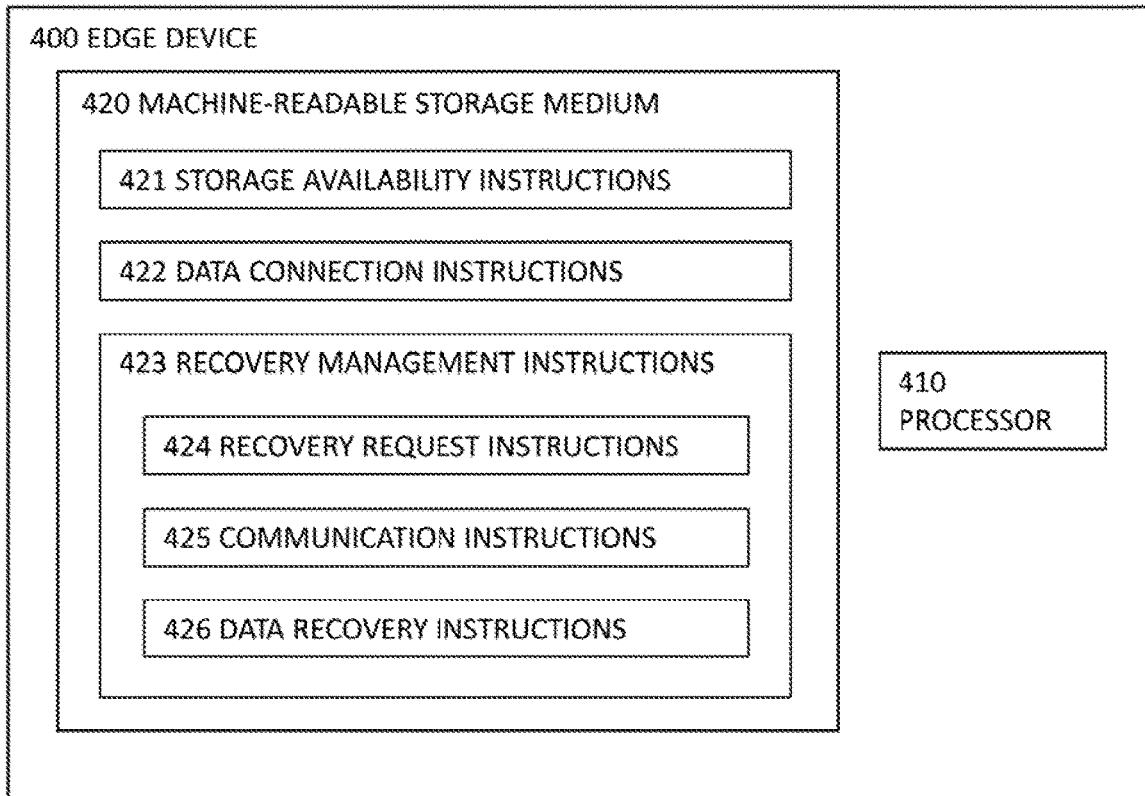 400 EDGE DEVICE
420 MACHINE-READABLE STORAGE MEDIUM
421 STORAGE AVAILABILITY INSTRUCTIONS
422 DATA CONNECTION INSTRUCTIONS
423 RECOVERY MANAGEMENT INSTRUCTIONS
424 RECOVERY REQUEST INSTRUCTIONS
425 COMMUNICATION INSTRUCTIONS
426 DATA RECOVERY INSTRUCTIONS
410
PROCESSOR